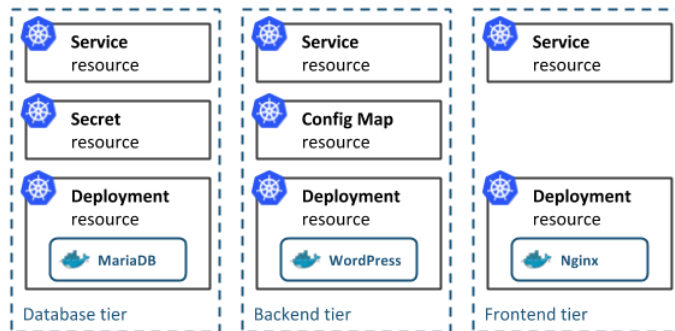 Service
resource
Secret
resource
Deployment
resource
MariaDB
Database tier
Service
resource
Config Map
resource
Deployment
resource
WordPress
Backend tier
Service
resource
Deployment
resource
Nginx
Frontend tier